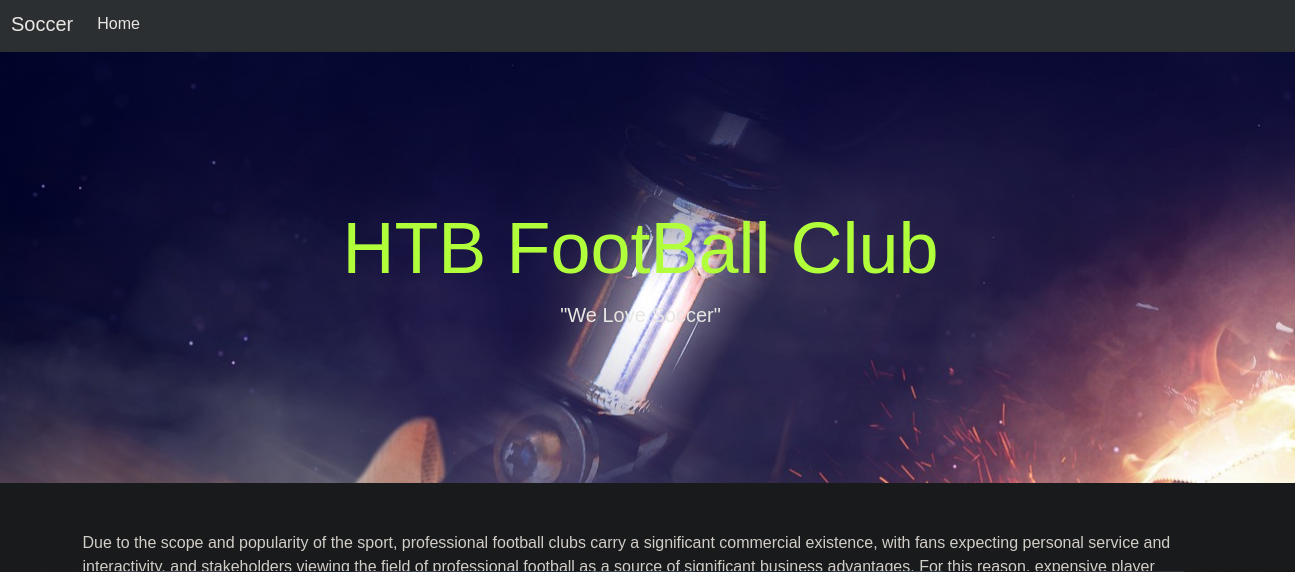 Soccer Home
HTB FootBall Club
"We Love Soccer"
Due to the scope and popularity of the sport, professional football clubs carry a significant commercial existence, with fans expecting personal service and
interactivity, and stakeholders viewing the field of professional football as a source of significant business advantages. For this reason, expensive player